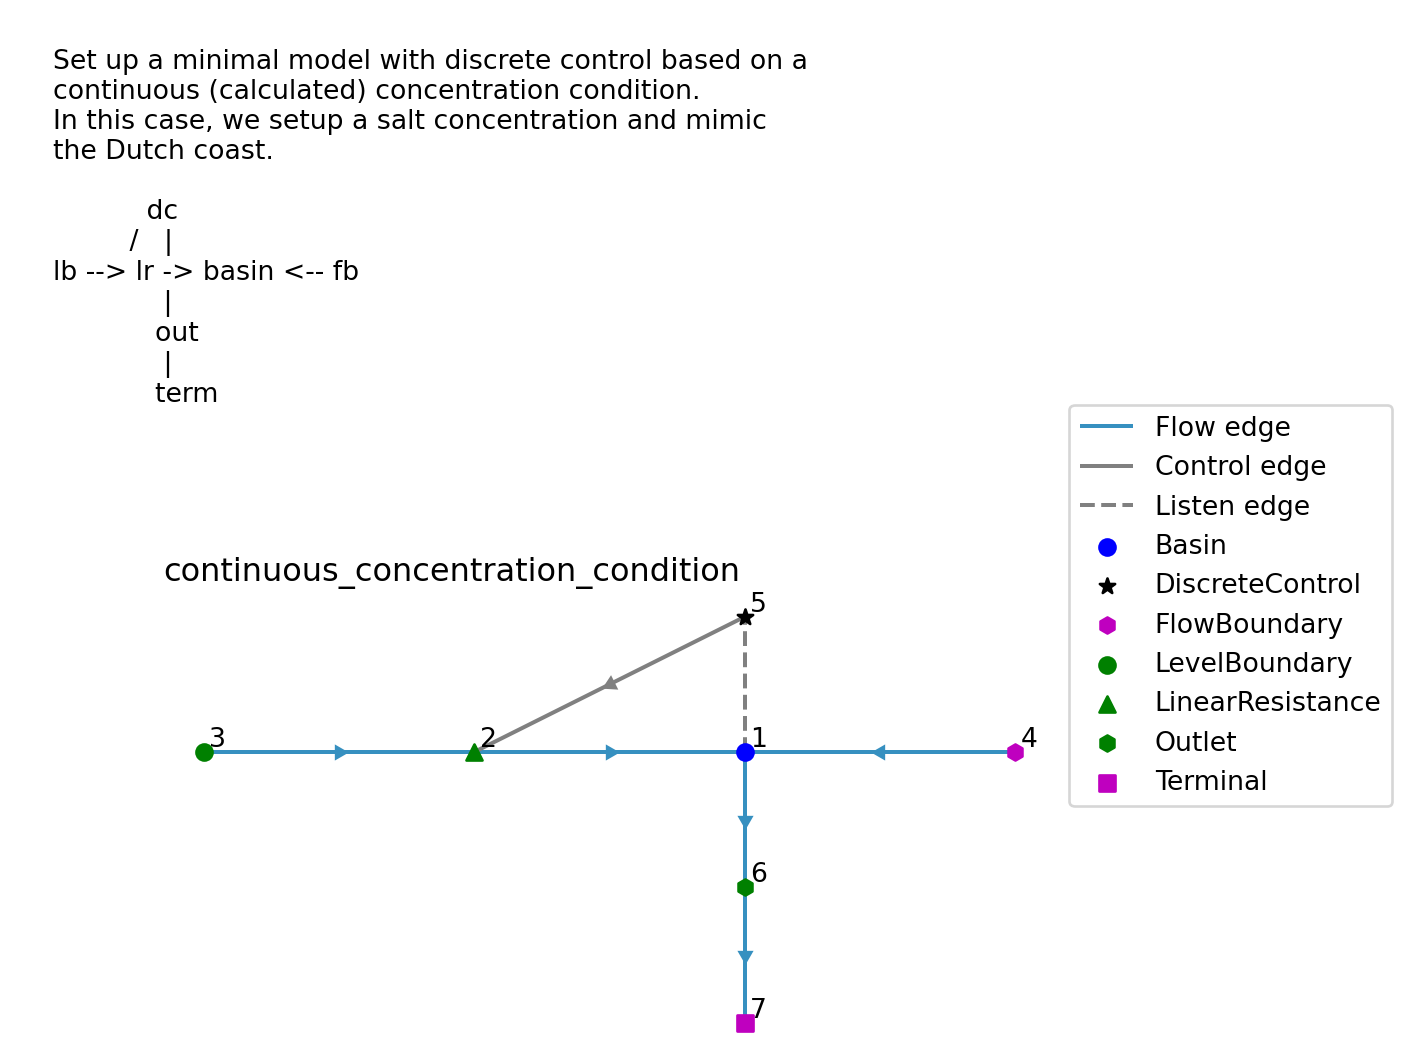 Set up a minimal model with discrete control based on a
continuous (calculated) concentration condition.
In this case, we setup a salt concentration and mimic
the Dutch coast.
dc
/ |
lb --> lr -> basin <-- fb
|
out
|
term
Flow edge
Control edge
Listen edge
Basin
DiscreteControl
FlowBoundary
LevelBoundary
LinearResistance
Outlet
Terminal
continuous_concentration_condition
5
3
2
1
4
6
7